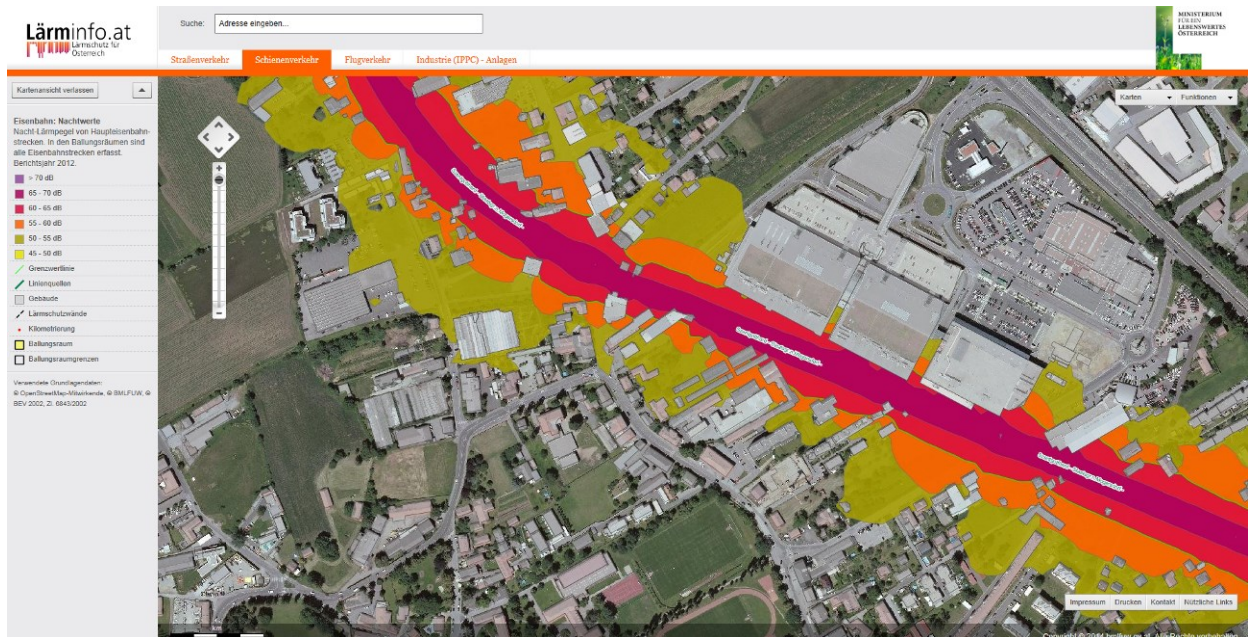 Lärminfo.at
Lärmschutz für
Österreich
Suche: Adresse eingeben...
MINISTERIUM
FÜR EIN
LEBENSWERTES
ÖSTERREICH
Straßenverkehr Schienenverkehr Flugverkehr Industrie (IPPC) - Anlagen
Kartenansicht verlassen
Karten Funktionen
Eisenbahn: Nachtwerte
Nacht-Lärmpegel von Haupteisenbahn-
strecken. In den Ballungsräumen sind
alle Eisenbahnstrecken erfasst.
Berichtsjahr 2012.
> 70 dB
65 - 70 dB
60 - 65 dB
55 - 60 dB
50 - 55 dB
45 - 50 dB
Grenzwertlinie
Linienquellen
Gebäude
Lärmschutzwände
Kilometrierung
Ballungsraum
Ballungsraumgrenzen
Verwendete Grundlagendaten:
© OpenStreetMap-Mitwirkende, © BMLFUW, ©
BEV 2002, Zl. 6843/2002
Impressum Drucken Kontakt Nützliche Links